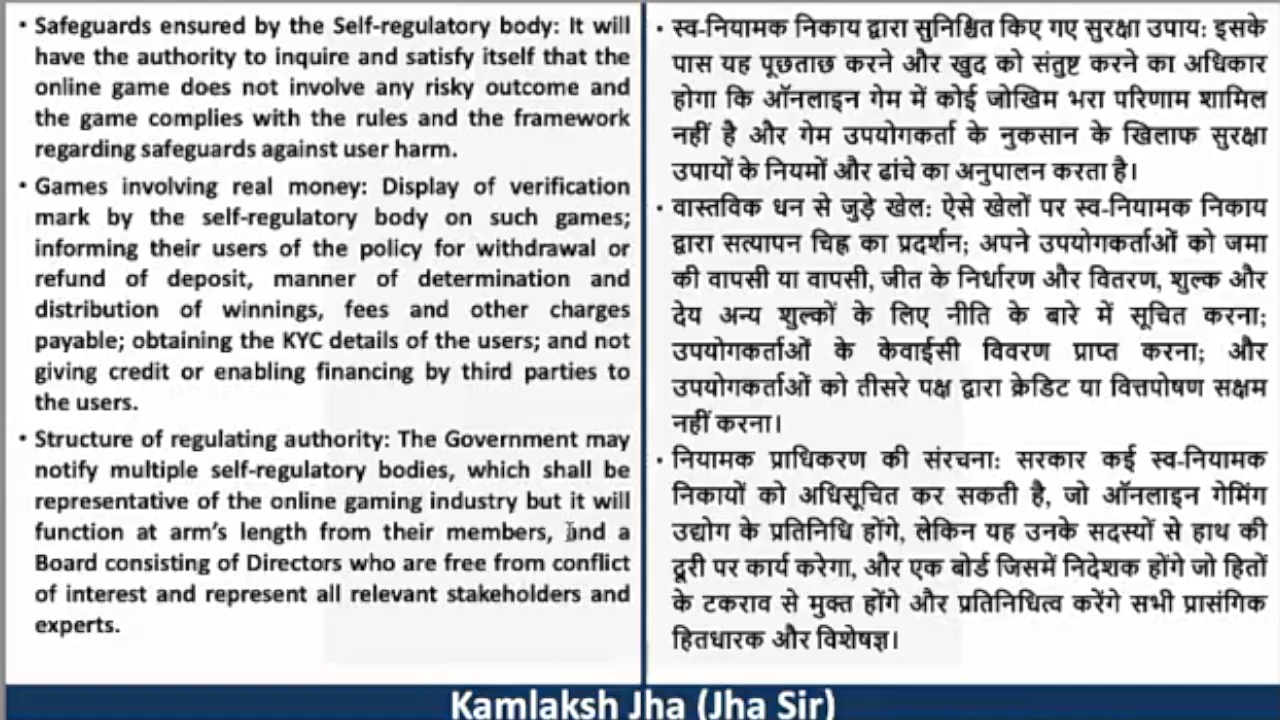 • Safeguards ensured by the Self-regulatory body: It will
have the authority to inquire and satisfy itself that the
online game does not involve any risky outcome and
the game complies with the rules and the framework
regarding safeguards against user harm.
• Games involving real money: Display of verification
mark by the self-regulatory body on such games;
informing their users of the policy for withdrawal or
refund of deposit, manner of determination and
distribution of winnings, fees and other charges
payable; obtaining the KYC details of the users; and not
giving credit or enabling financing by third parties to
the users.
• Structure of regulating authority: The Government may
notify multiple self-regulatory bodies, which shall be
representative of the online gaming industry but it will
function at arm's length from their members, and a
Board consisting of Directors who are free from conflict
of interest and represent all relevant stakeholders and
experts.
• स्व-नियामक निकाय द्वारा सुनिश्चित किए गए सुरक्षा उपाय: इसके
पास यह पूछताछ करने और खुद को संतुष्ट करने का अधिकार
होगा कि ऑनलाइन गेम में कोई जोखिम भरा परिणाम शामिल
नहीं है और गेम उपयोगकर्ता के नुकसान के खिलाफ सुरक्षा
उपायों के नियमों और ढांचे का अनुपालन करता है।
• वास्तविक धन से जुड़े खेल: ऐसे खेलों पर स्व-नियामक निकाय
द्वारा सत्यापन चिह्न का प्रदर्शन; अपने उपयोगकर्ताओं को जमा
की वापसी या वापसी, जीत के निर्धारण और वितरण, शुल्क और
देय अन्य शुल्कों के लिए नीति के बारे में सूचित करना;
उपयोगकर्ताओं के केवाईसी विवरण प्राप्त करना; और
उपयोगकर्ताओं को तीसरे पक्ष द्वारा क्रेडिट या वित्तपोषण सक्षम
नहीं करना।
• नियामक प्राधिकरण की संरचना: सरकार कई स्व-नियामक
निकायों को अधिसूचित कर सकती है, जो ऑनलाइन गेमिंग
उद्योग के प्रतिनिधि होंगे, लेकिन यह उनके सदस्यों से हाथ की
दूरी पर कार्य करेगा, और एक बोर्ड जिसमें निदेशक होंगे जो हितों
के टकराव से मुक्त होंगे और प्रतिनिधित्व करेंगे सभी प्रासंगिक
हितधारक और विशेषज्ञ।
Kamlaksh Jha (Jha Sir)